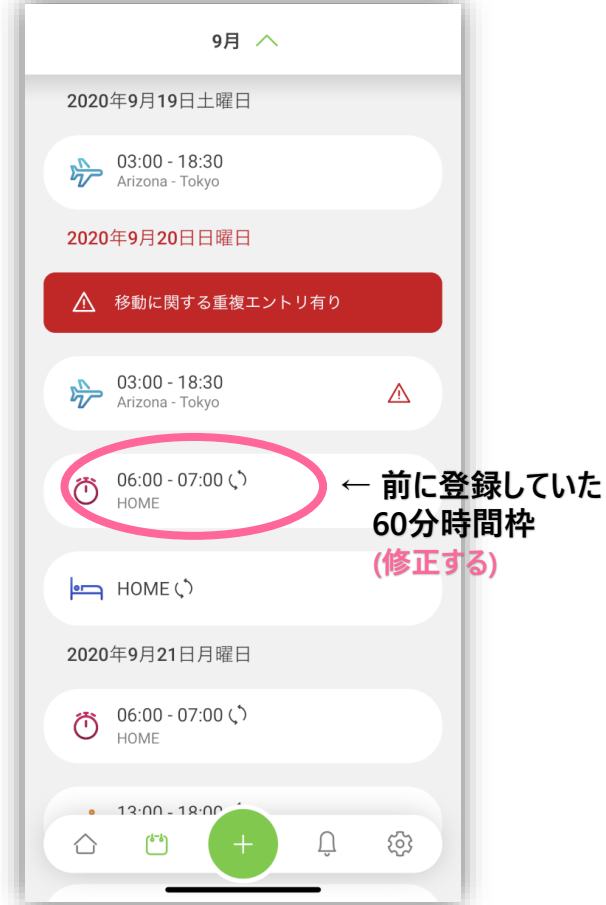 9月
2020年9月19日土曜日
03:00 - 18:30
Arizona - Tokyo
2020年9月20日日曜日
移動に関する重複エントリ有り
03:00 - 18:30
Arizona - Tokyo
06:00 - 07:00
HOME
← 前に登録していた
60分時間枠
(修正する)
HOME
2020年9月21日月曜日
06:00 - 07:00
HOME
13:00 - 18:00